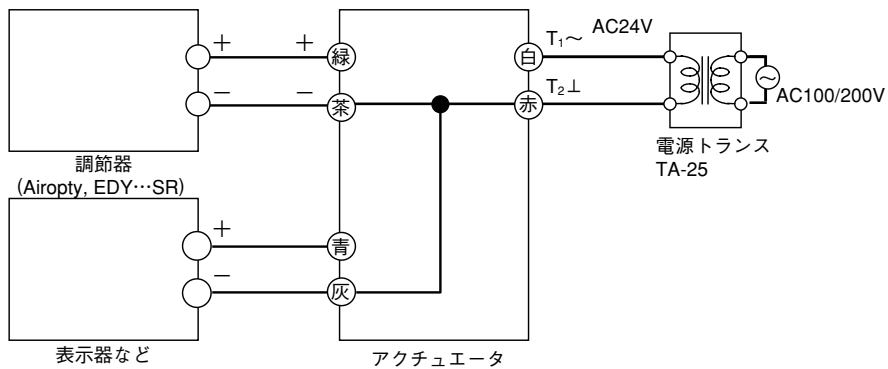 + + 緑 白 T₁～ AC24V
− − 茶 赤 T₂⊥ AC100/200V
調節器
(Airopty, EDY…SR)
電源トランス
TA-25
+ 青
− 灰
表示器など
アクチュエータ